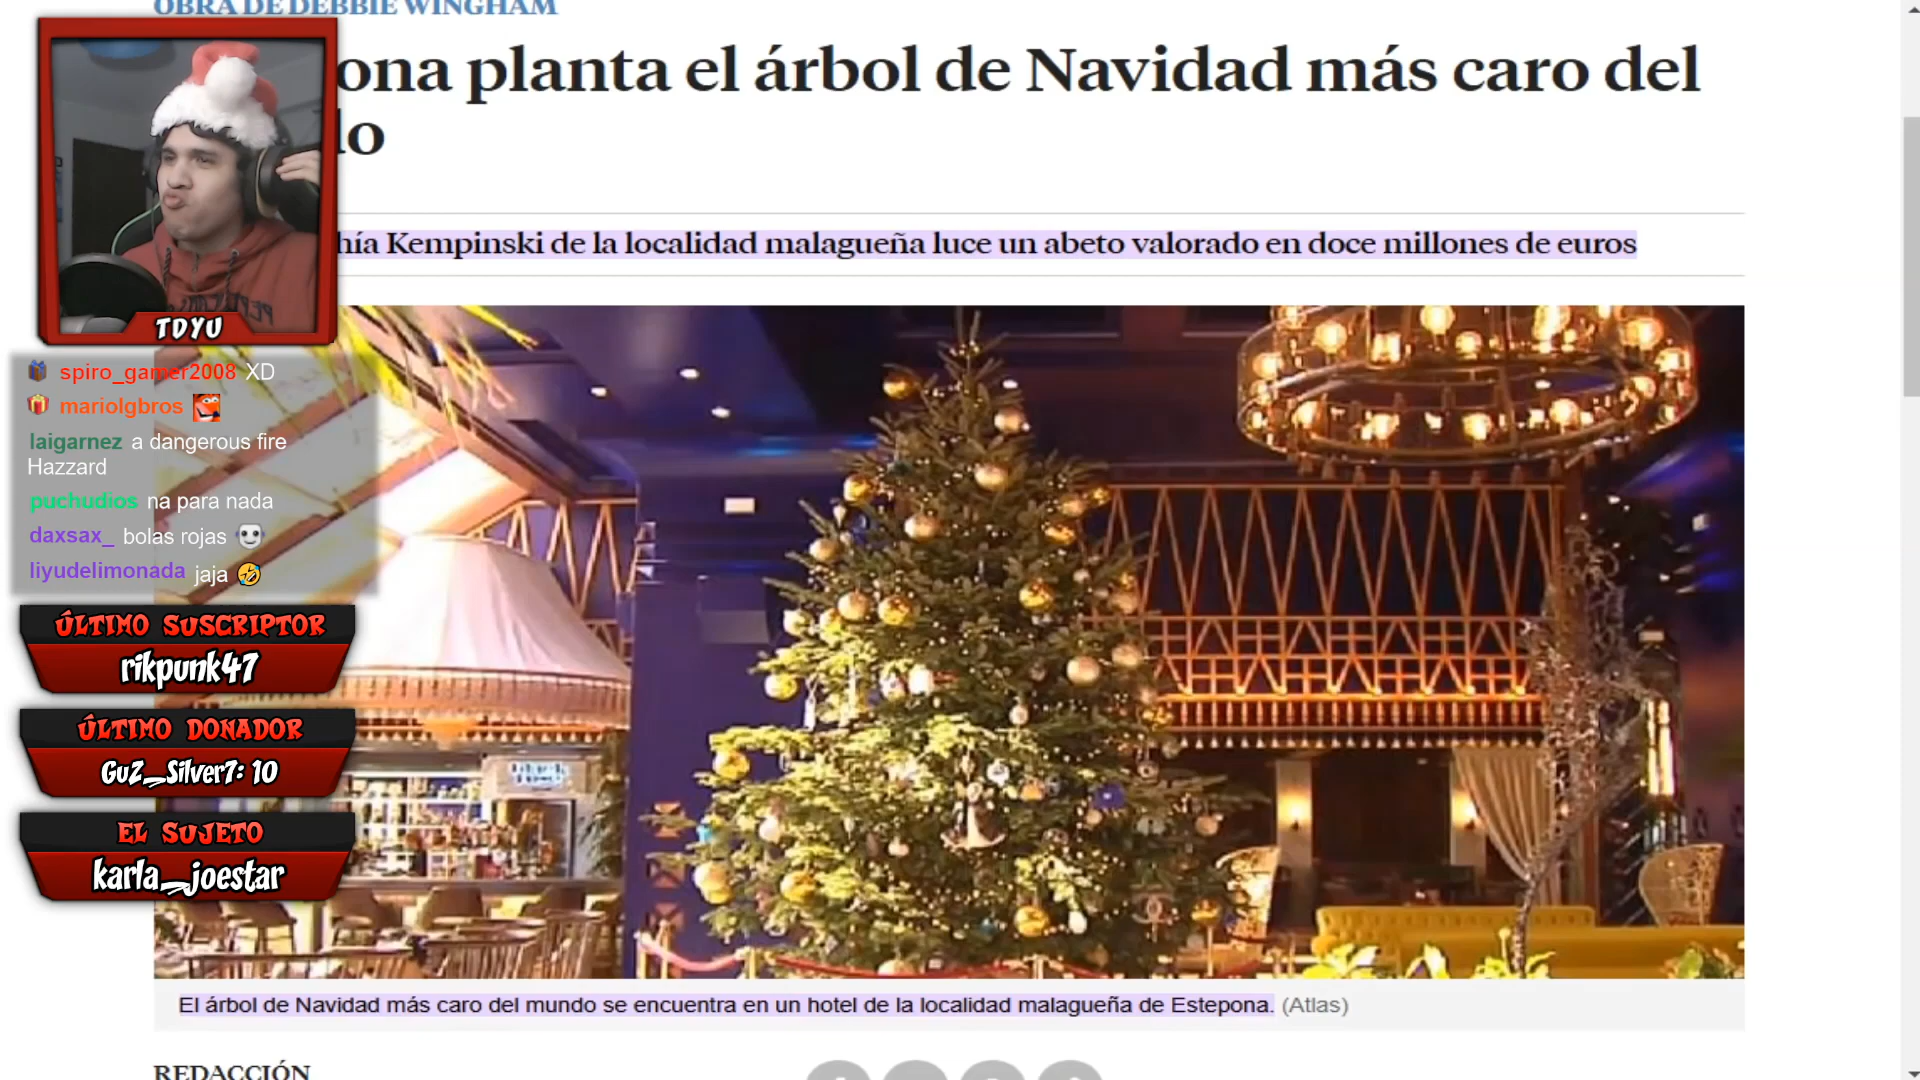 OBRA DE DEBBIE WINGHAM
ona planta el árbol de Navidad más caro del
lo
hía Kempinski de la localidad malagueña luce un abeto valorado en doce millones de euros
TDYU
spiro_gamer2008 XD
mariolgbros
laigarnez a dangerous fire
Hazzard
puchudios na para nada
daxsax_ bolas rojas
liyudelimonada jaja
ÚLTIMO SUSCRIPTOR
rikpunk47
ÚLTIMO DONADOR
GuZ_Silver7: 10
EL SUJETO
karla_joestar
El árbol de Navidad más caro del mundo se encuentra en un hotel de la localidad malagueña de Estepona. (Atlas)
REDACCIÓN